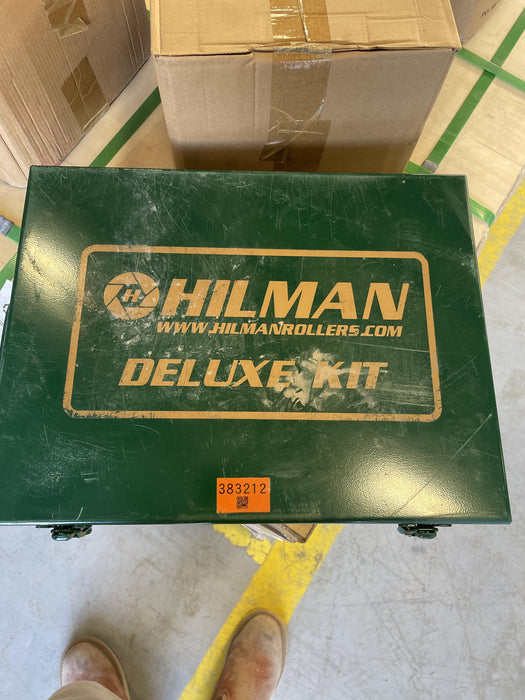 HILMAN
WWW.HILMANROLLERS.COM
DELUXE KIT
383212